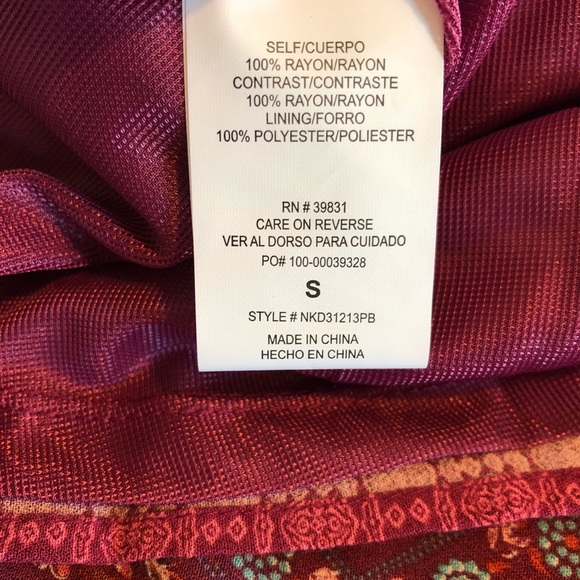 SELF/CUERPO
100% RAYON/RAYON
CONTRAST/CONTRASTE
100% RAYON/RAYON
LINING/FORRO
100% POLYESTER/POLIESTER
RN # 39831
CARE ON REVERSE
VER AL DORSO PARA CUIDADO
PO# 100-00039328
S
STYLE # NKD31213PB
MADE IN CHINA
HECHO EN CHINA